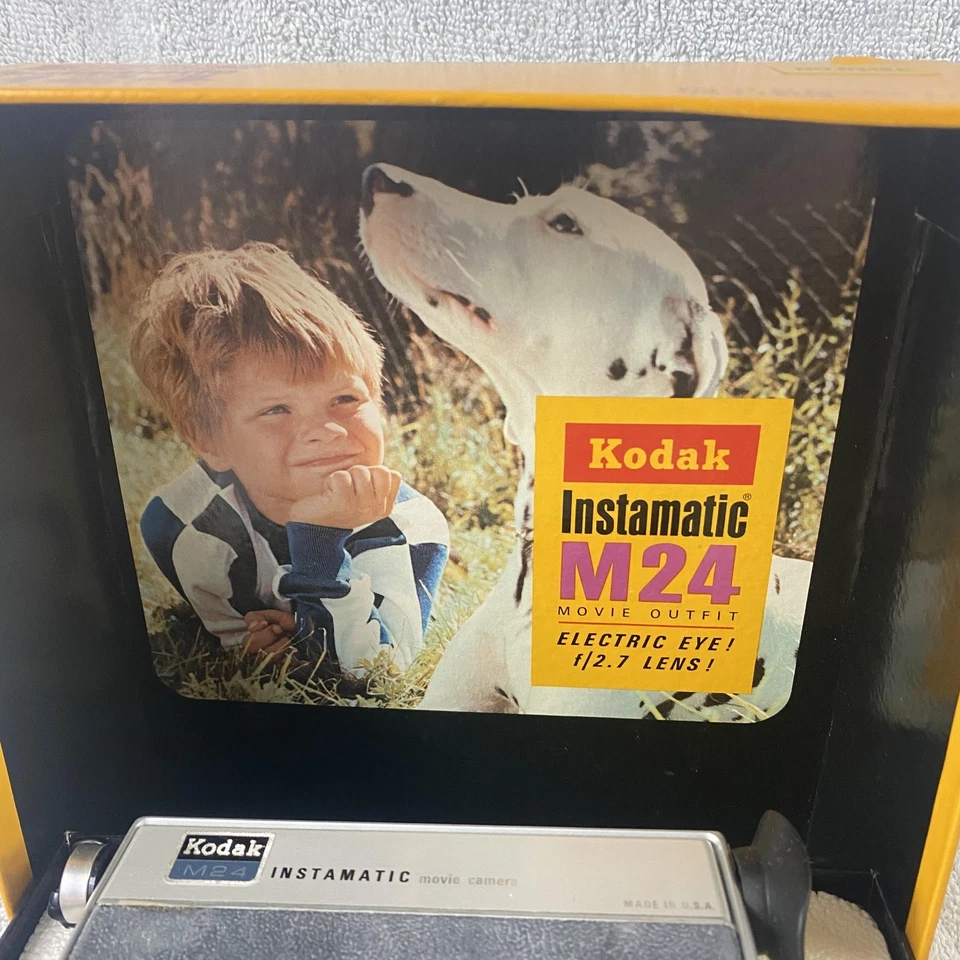 Kodak
Instamatic®
M24
MOVIE OUTFIT
ELECTRIC EYE!
f/2.7 LENS!
Kodak
M24
INSTAMATIC movie camera
MADE IN U.S.A.